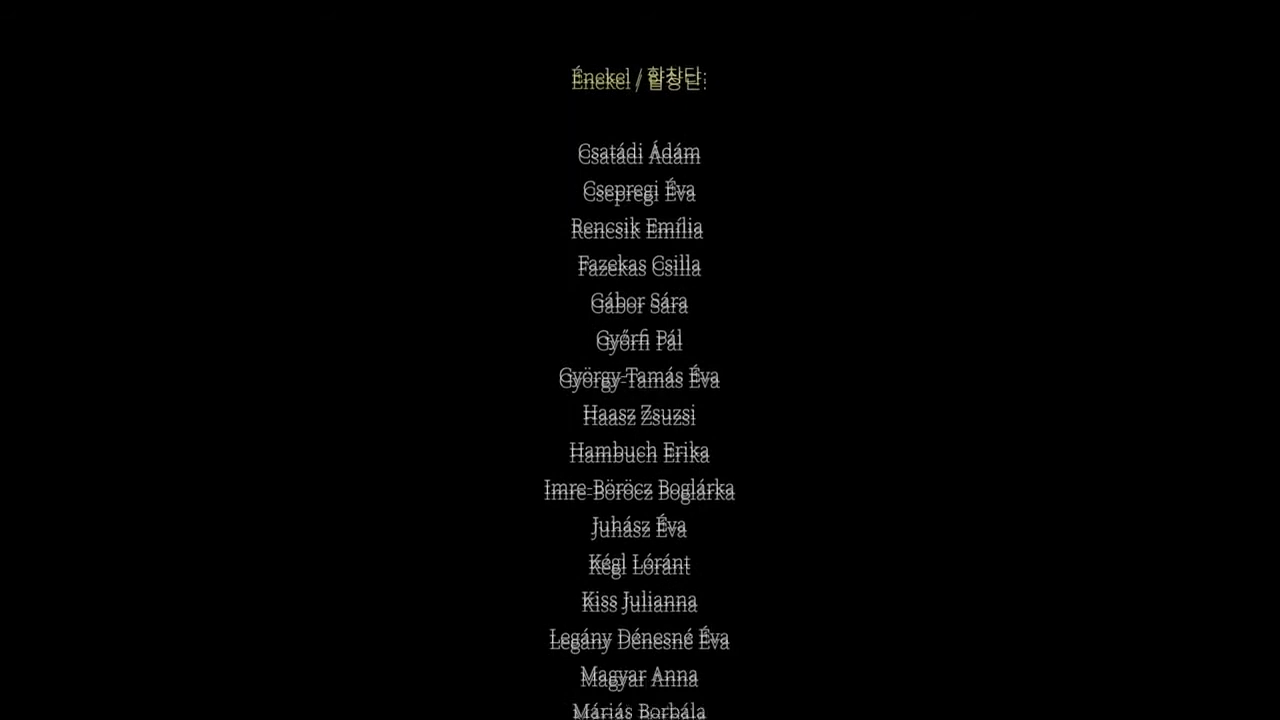 Énekel / 합창단:
Csatádi Ádám
Csepregi Éva
Rencsik Emília
Fazekas Csilla
Gábor Sára
Győrfi Pál
György-Tamás Éva
Haasz Zsuzsi
Hambuch Erika
Imre-Böröcz Boglárka
Juhász Éva
Kégl Lóránt
Kiss Julianna
Legány Dénesné Éva
Magyar Anna
Máriás Borbála